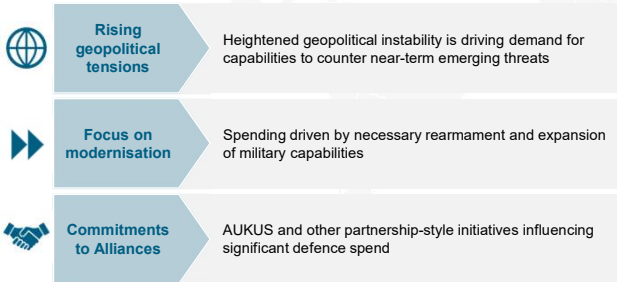 Rising
geopolitical
tensions
Heightened geopolitical instability is driving demand for
capabilities to counter near-term emerging threats
Focus on
modernisation
Spending driven by necessary rearmament and expansion
of military capabilities
Commitments
to Alliances
AUKUS and other partnership-style initiatives influencing
significant defence spend